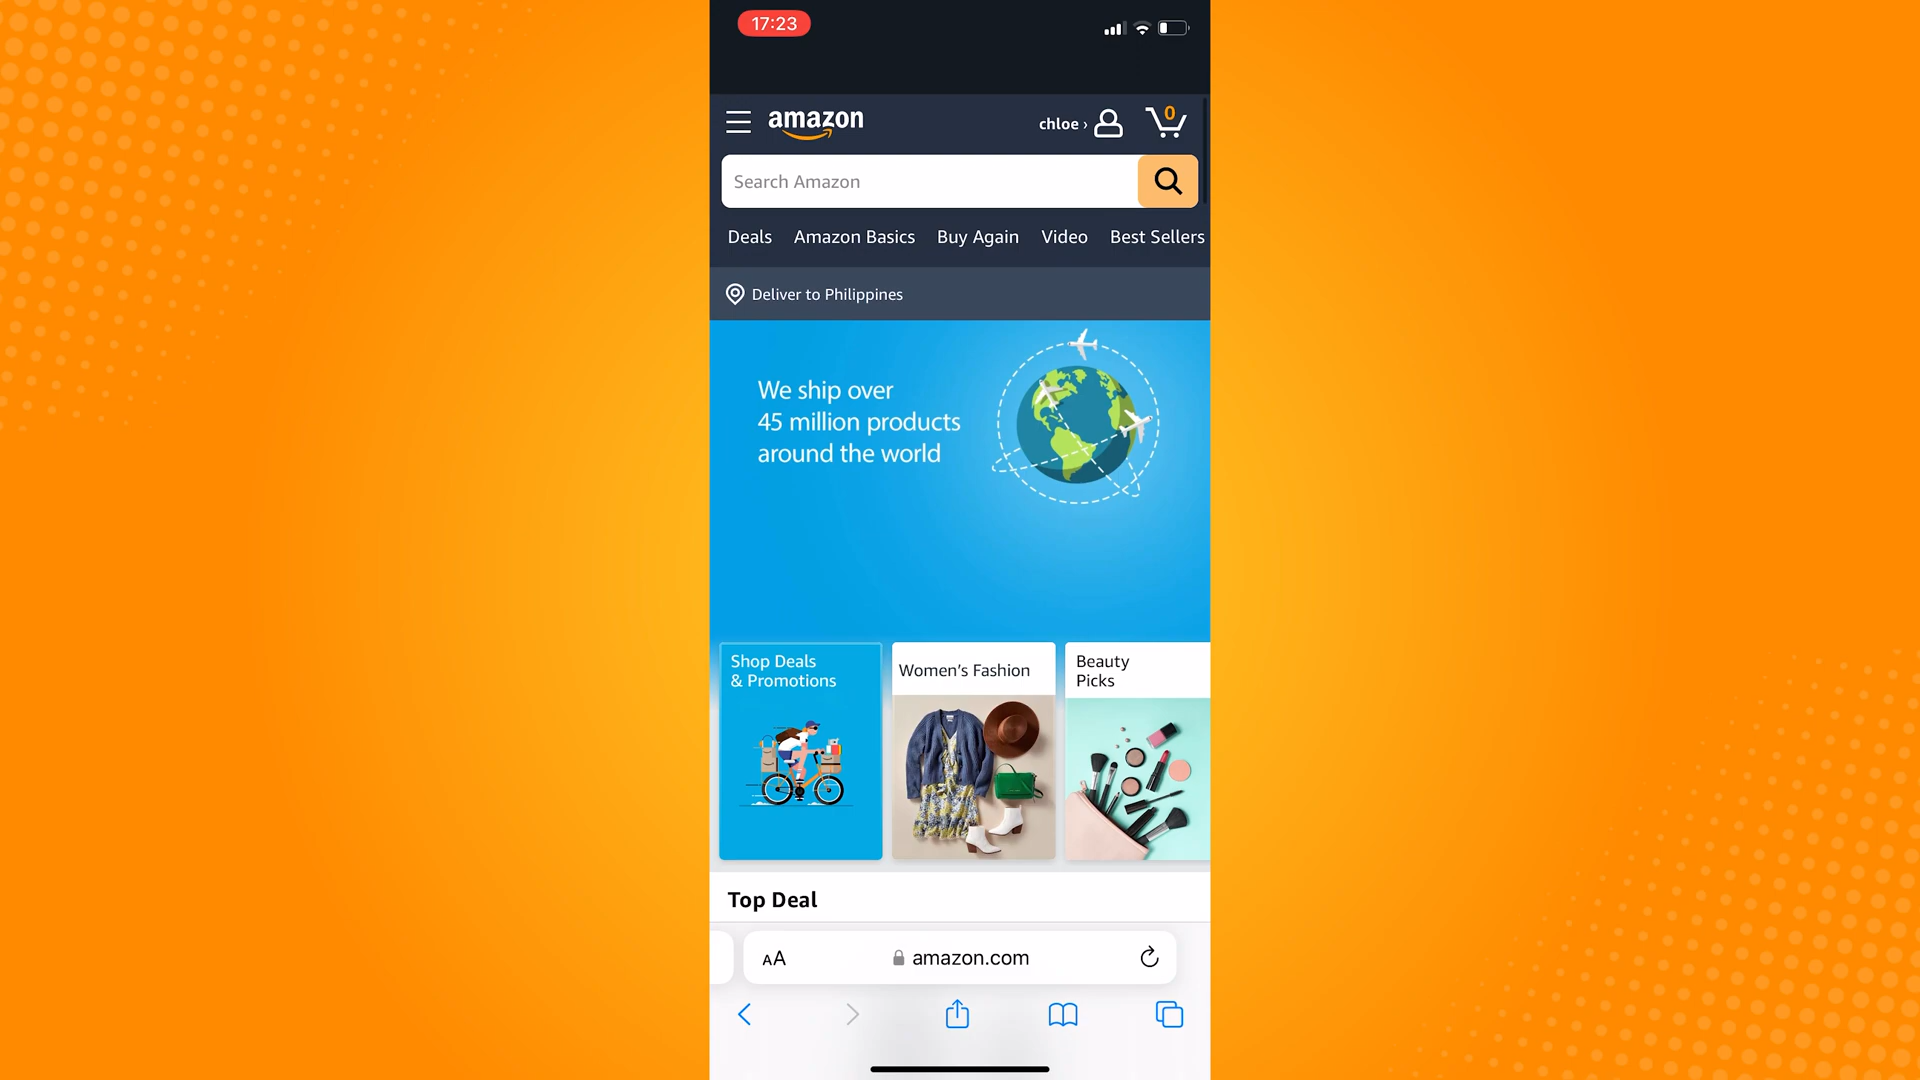 17:23
amazon
chloe ›
0
Search Amazon
Deals Amazon Basics Buy Again Video Best Sellers
Deliver to Philippines
We ship over
45 million products
around the world
Shop Deals
& Promotions
Women's Fashion
Beauty
Picks
Top Deal
AA
amazon.com